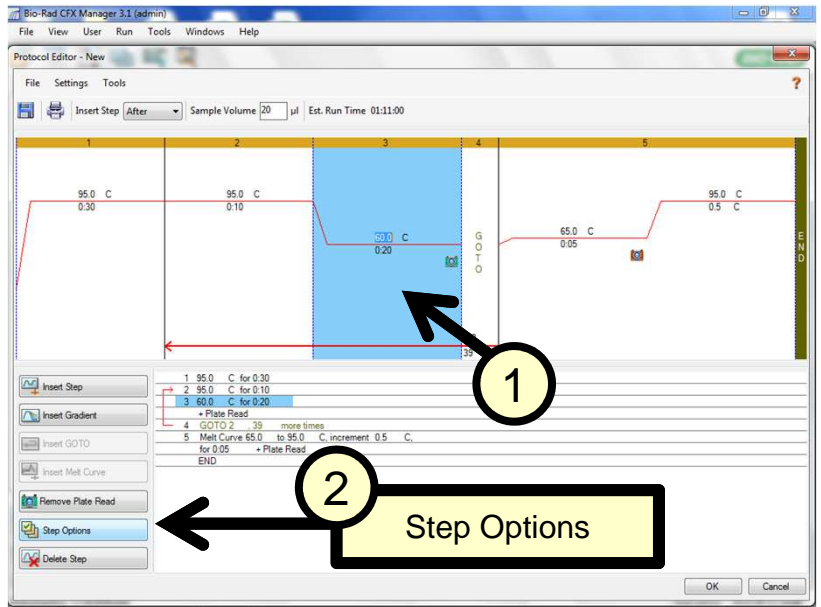 Bio-Rad CFX Manager 3.1 (admin)
File View User Run Tools Windows Help
Protocol Editor - New
File Settings Tools
?
Insert Step After Sample Volume 20 µl Est. Run Time 01:11:00
1 2 3 4 5
95.0 C
0:30
95.0 C
0:10
60.0 C
0:20
GOTO
39
65.0 C
0:05
95.0 C
0.5 C
END
1
Insert Step
Insert Gradient
Insert GOTO
Insert Melt Curve
Remove Plate Read
Step Options
Delete Step
1 95.0 C for 0:30
2 95.0 C for 0:10
3 60.0 C for 0:20
+ Plate Read
4 GOTO 2 , 39 more times
5 Melt Curve 65.0 to 95.0 C, increment 0.5 C,
for 0:05 + Plate Read
END
2
Step Options
OK Cancel